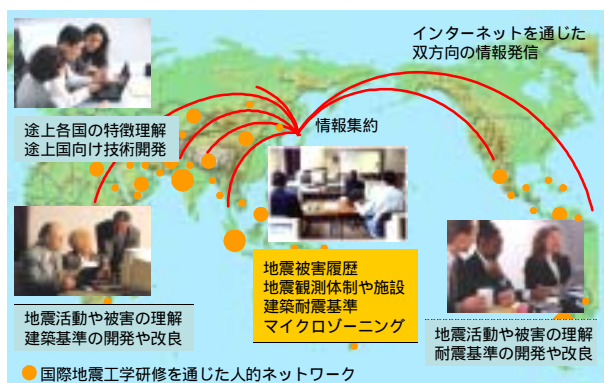 インターネットを通じた
双方向の情報発信
情報集約
途上各国の特徴理解
途上国向け技術開発
地震被害履歴
地震観測体制や施設
建築耐震基準
マイクロゾーニング
地震活動や被害の理解
建築基準の開発や改良
地震活動や被害の理解
耐震基準の開発や改良
国際地震工学研修を通じた人的ネットワーク